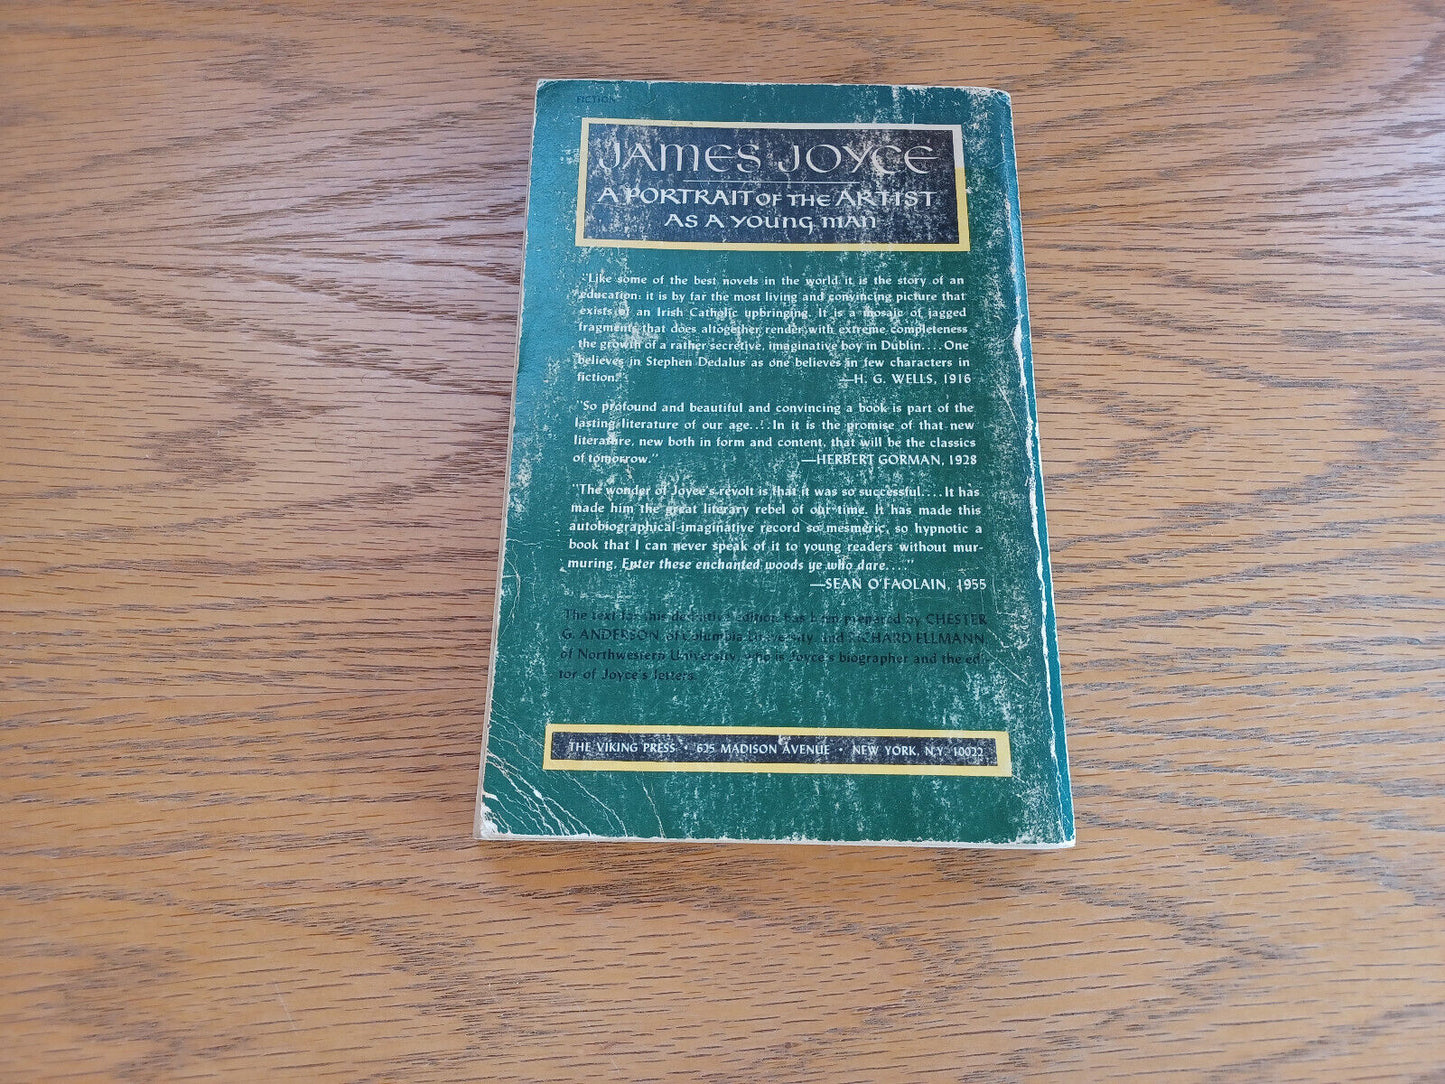 FICTION
JAMES JOYCE
A PORTRAIT OF THE ARTIST
AS A YOUNG MAN
"Like some of the best novels in the world it is the story of an
education; it is by far the most living and convincing picture that
exists of an Irish Catholic upbringing. It is a mosaic of jagged
fragments that does altogether render with extreme completeness
the growth of a rather secretive, imaginative boy in Dublin.... One
believes in Stephen Dedalus as one believes in few characters in
fiction." —H. G. WELLS, 1916
"So profound and beautiful and convincing a book is part of the
lasting literature of our age.... In it is the promise of that new
literature, new both in form and content, that will be the classics
of tomorrow." —HERBERT GORMAN, 1928
"The wonder of Joyce's revolt is that it was so successful.... It has
made him the great literary rebel of our time. It has made this
autobiographical-imaginative record so mesmeric, so hypnotic a
book that I can never speak of it to young readers without mur-
muring, Enter these enchanted woods ye who dare...."
—SEAN O'FAOLAIN, 1955
The text for this definitive edition has been prepared by CHESTER
G. ANDERSON, of Columbia University, and RICHARD ELLMANN,
of Northwestern University, who is Joyce's biographer and the edi-
tor of Joyce's letters.
THE VIKING PRESS · 625 MADISON AVENUE · NEW YORK, N.Y. 10022